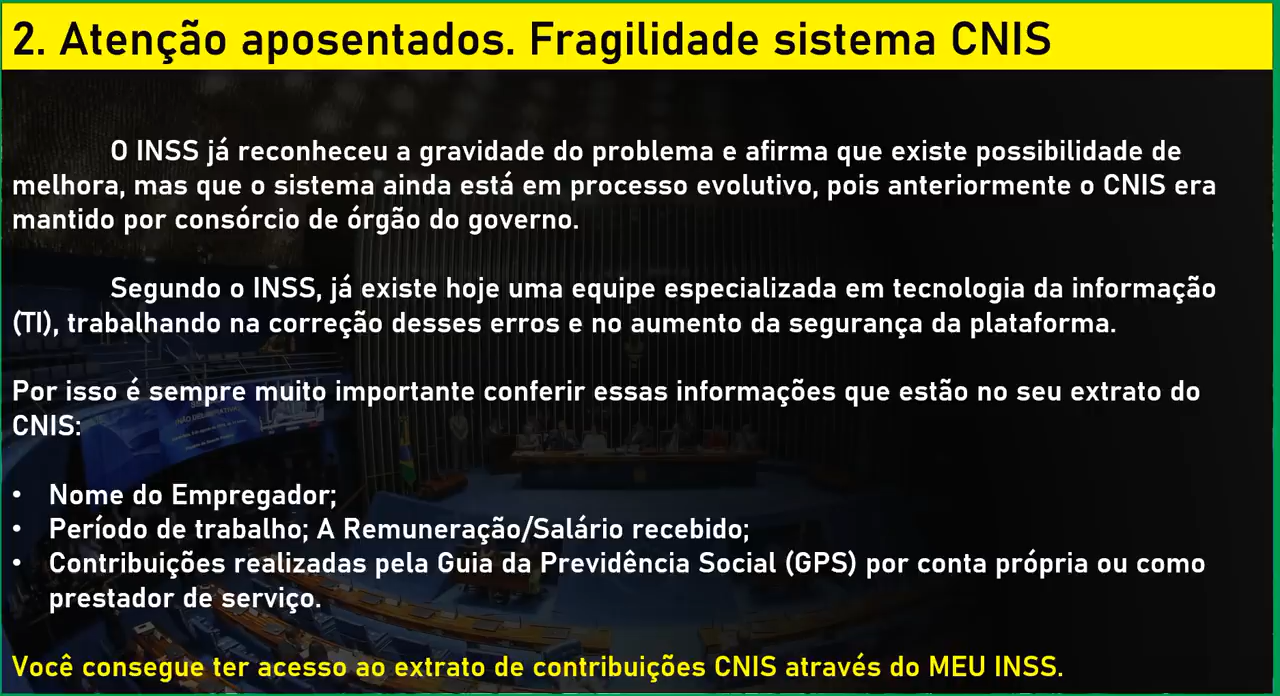 2. Atenção aposentados. Fragilidade sistema CNIS
O INSS já reconheceu a gravidade do problema e afirma que existe possibilidade de
melhora, mas que o sistema ainda está em processo evolutivo, pois anteriormente o CNIS era
mantido por consórcio de órgão do governo.
Segundo o INSS, já existe hoje uma equipe especializada em tecnologia da informação
(TI), trabalhando na correção desses erros e no aumento da segurança da plataforma.
Por isso é sempre muito importante conferir essas informações que estão no seu extrato do
CNIS:
• Nome do Empregador;
• Período de trabalho; A Remuneração/Salário recebido;
• Contribuições realizadas pela Guia da Previdência Social (GPS) por conta própria ou como
prestador de serviço.
Você consegue ter acesso ao extrato de contribuições CNIS através do MEU INSS.